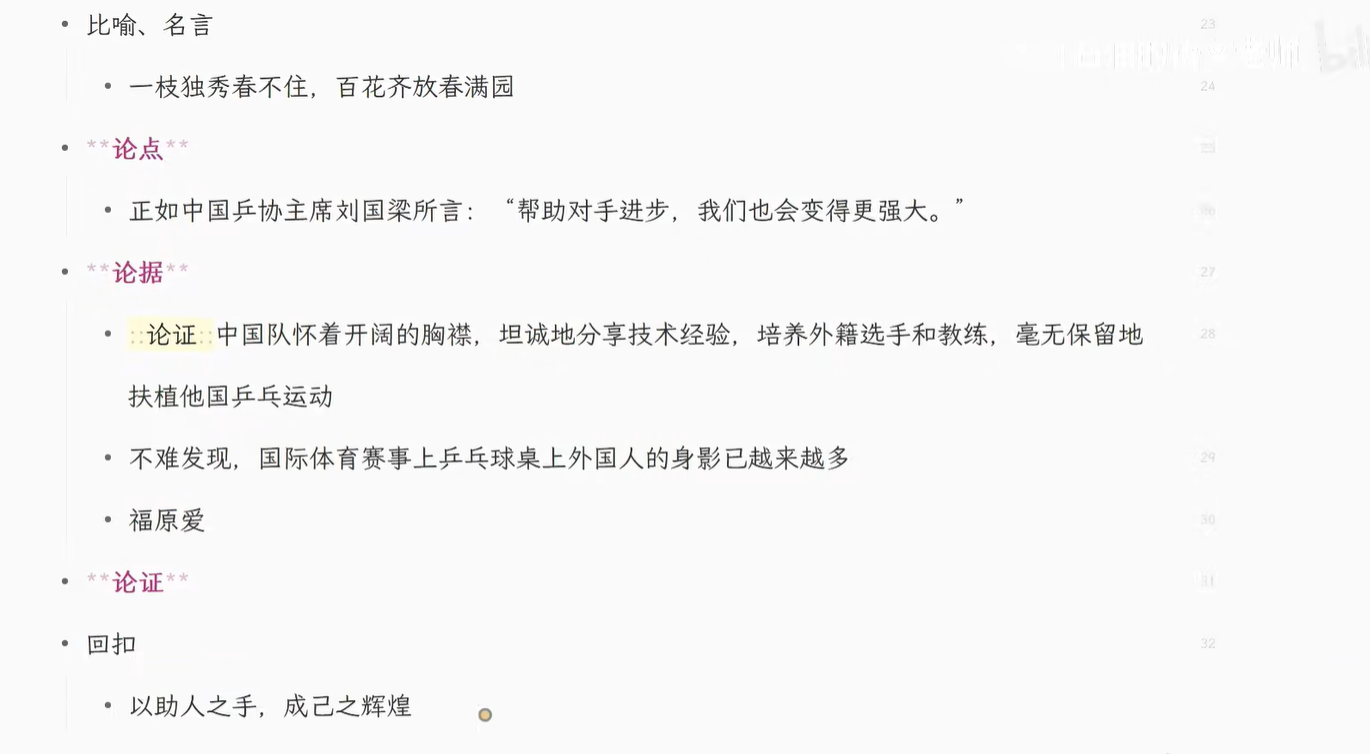 比喻、名言
23
一枝独秀春不住，百花齐放春满园
24
**论点**
正如中国乒协主席刘国梁所言：“帮助对手进步，我们也会变得更强大。”
**论据**
27
::论证::中国队怀着开阔的胸襟，坦诚地分享技术经验，培养外籍选手和教练，毫无保留地
28
扶植他国乒乓运动
不难发现，国际体育赛事上乒乓球桌上外国人的身影已越来越多
29
福原爱
30
**论证**
31
回扣
32
以助人之手，成己之辉煌